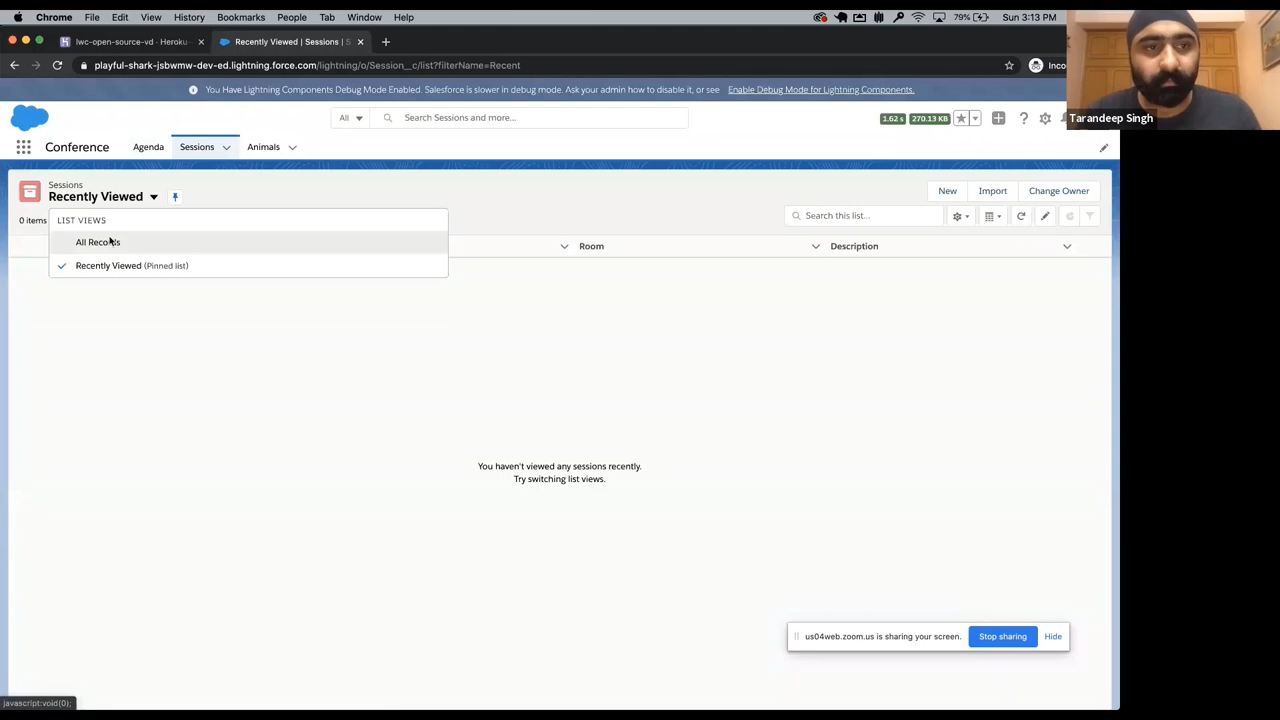 Chrome File Edit View History Bookmarks People Tab Window Help 79% Sun 3:13 PM
lwc-open-source-vd · Heroku
Recently Viewed | Sessions | S
playful-shark-jsbwmw-dev-ed.lightning.force.com/lightning/o/Session__c/list?filterName=Recent
You Have Lightning Components Debug Mode Enabled. Salesforce is slower in debug mode. Ask your admin how to disable it, or see Enable Debug Mode for Lightning Components.
Tarandeep Singh
All Search Sessions and more...
1.62 s 270.13 KB
Conference Agenda Sessions Animals
Sessions
Recently Viewed
New Import Change Owner
0 items
Search this list...
LIST VIEWS
All Records
Recently Viewed (Pinned list)
Room Description
You haven't viewed any sessions recently.
Try switching list views.
us04web.zoom.us is sharing your screen. Stop sharing Hide
javascript:void(0);